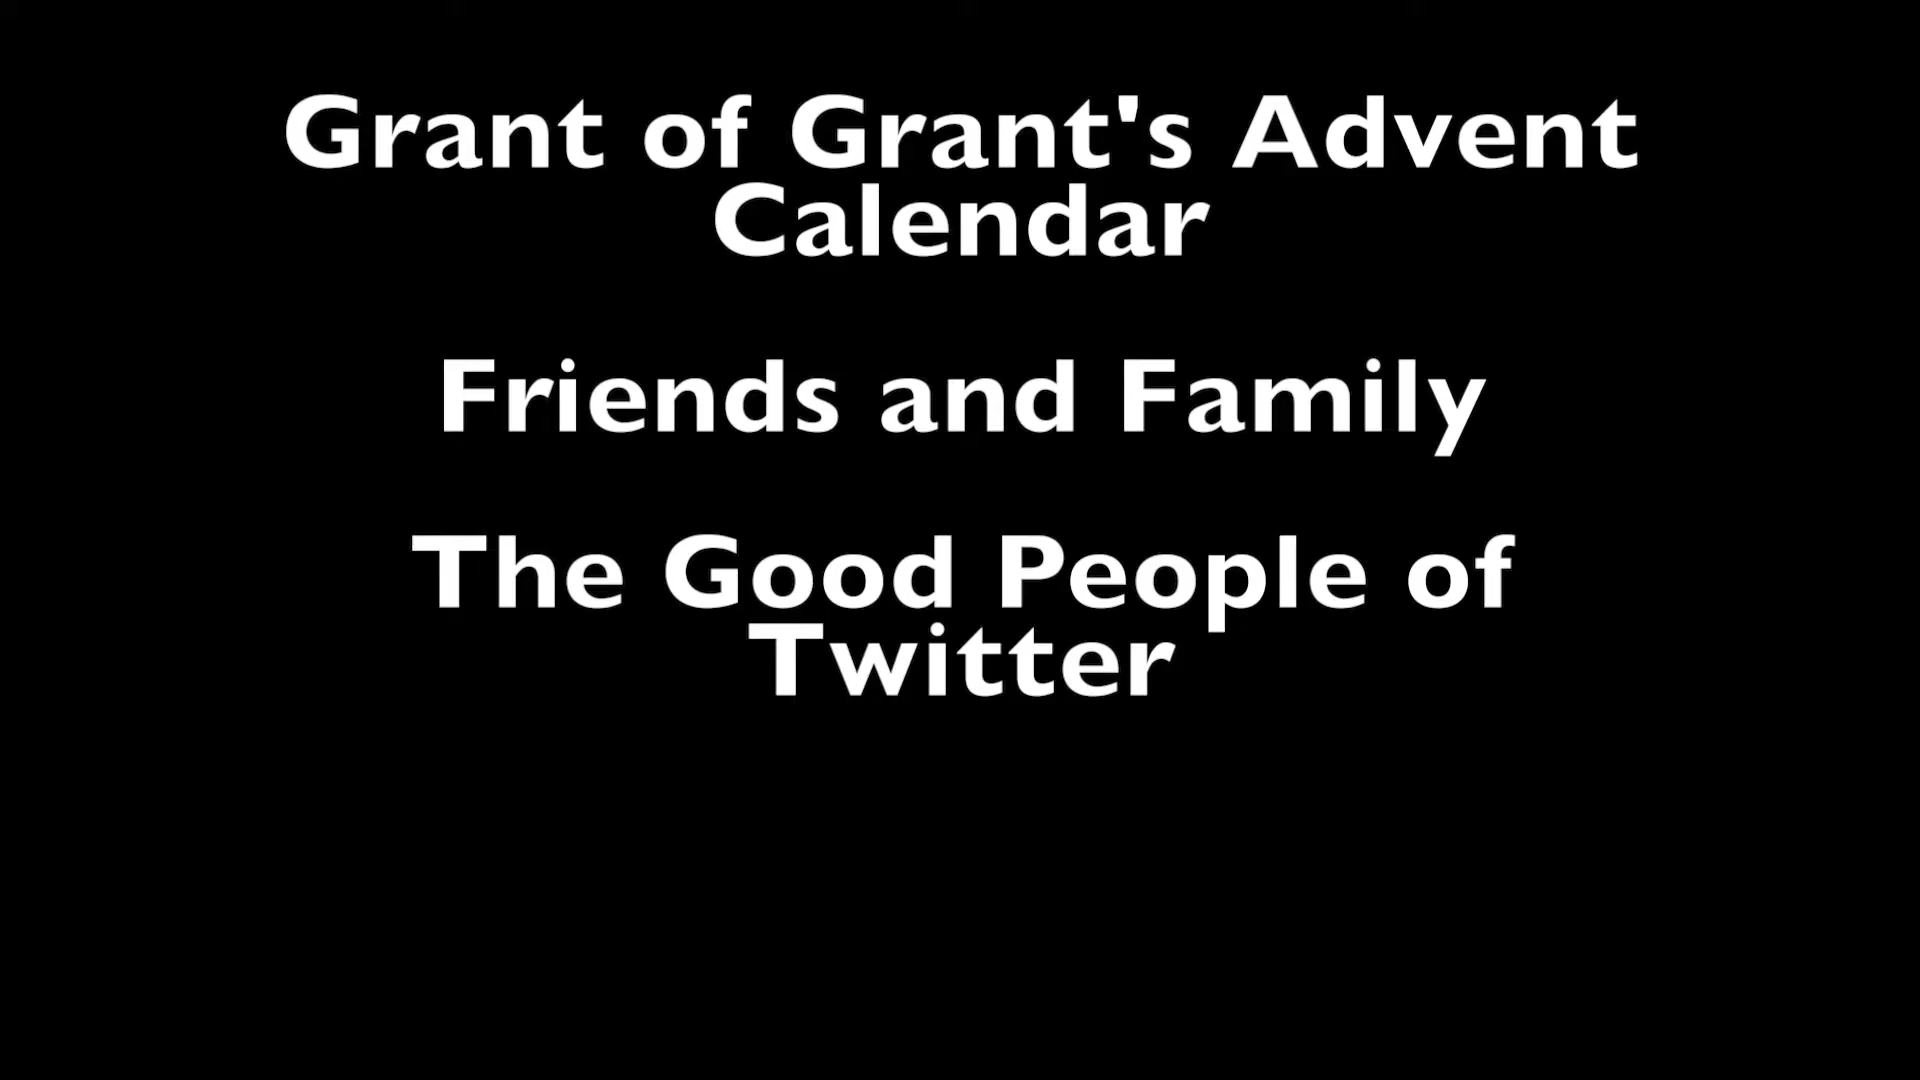 Grant of Grant's Advent
Calendar
Friends and Family
The Good People of
Twitter